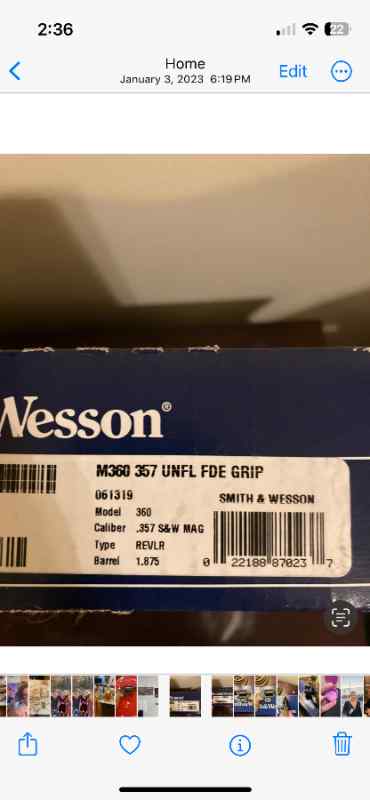 2:36
22
Home
January 3, 2023 6:19 PM
Edit
Wesson®
M360 357 UNFL FDE GRIP
061319
SMITH & WESSON
Model 360
Caliber .357 S&W MAG
Type REVLR
Barrel 1.875
0 22188 87023 7